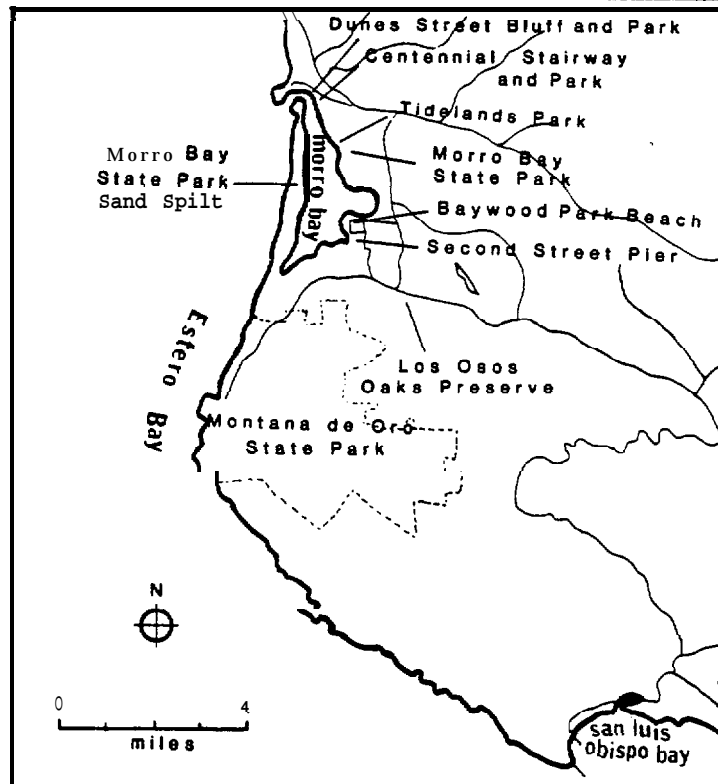 Dunes Street Bluff and Park
Centennial Stairway
and Park
Tidelands Park
Morro Bay
State Park
Sand Spilt
morro bay
Morro Bay
State Park
Baywood Park Beach
Second Street Pier
Estero Bay
Los Osos
Oaks Preserve
Montana de Oro
State Park
N
0 4
miles
san luis
obispo bay